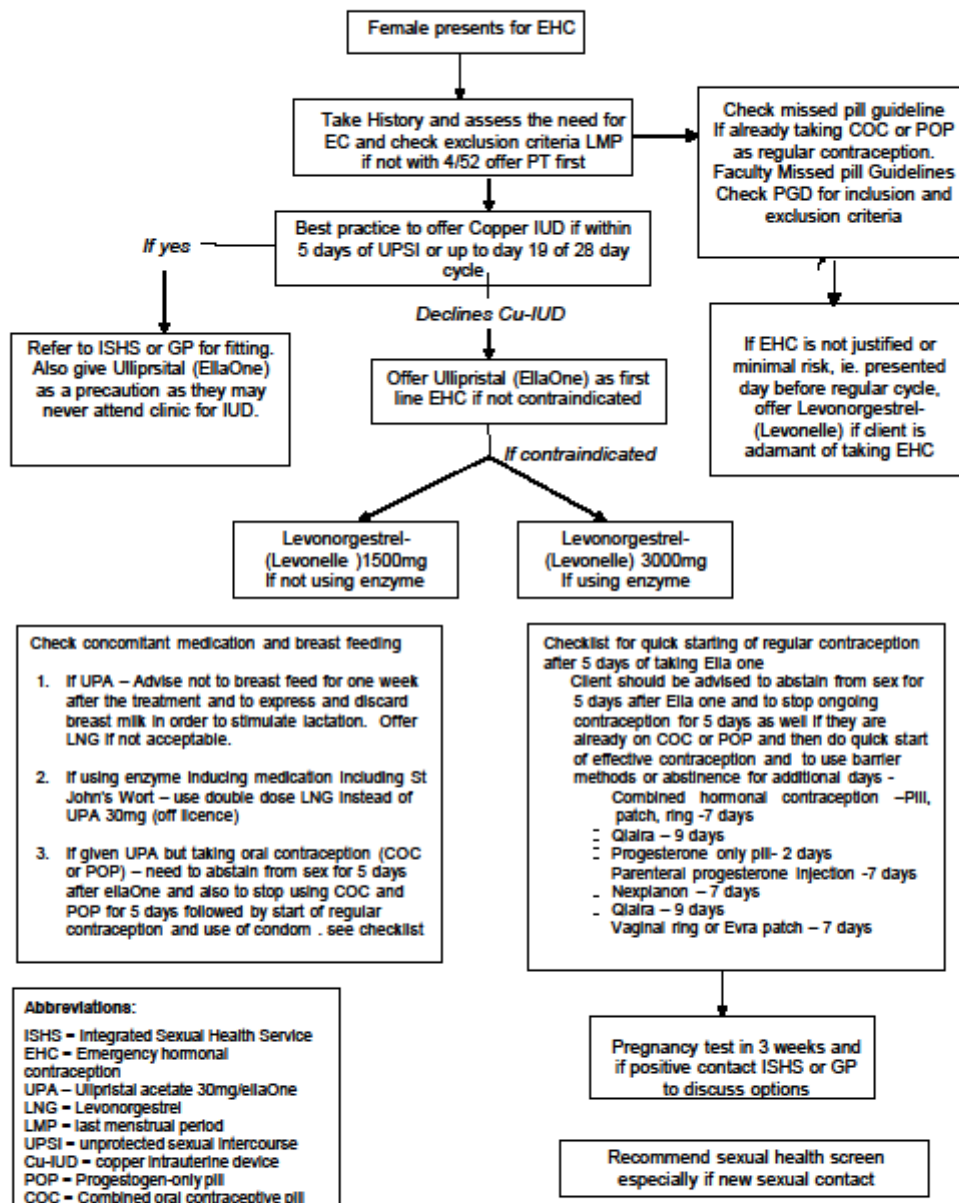 Female presents for EHC
Take History and assess the need for
EC and check exclusion criteria LMP
if not with 4/52 offer PT first
Check missed pill guideline
If already taking COC or POP
as regular contraception.
Faculty Missed pill Guidelines
Check PGD for inclusion and
exclusion criteria
Best practice to offer Copper IUD if within
5 days of UPSI or up to day 19 of 28 day
cycle
If yes
Declines Cu-IUD
Refer to ISHS or GP for fitting.
Also give Ulliprsital (EllaOne)
as a precaution as they may
never attend clinic for IUD.
Offer Ullipristal (EllaOne) as first
line EHC if not contraindicated
If EHC is not justified or
minimal risk, ie. presented
day before regular cycle,
offer Levonorgestrel-
(Levonelle) if client is
adamant of taking EHC
If contraindicated
Levonorgestrel-
(Levonelle )1500mg
If not using enzyme
Levonorgestrel-
(Levonelle) 3000mg
If using enzyme
Check concomitant medication and breast feeding
1. If UPA – Advise not to breast feed for one week
after the treatment and to express and discard
breast milk in order to stimulate lactation. Offer
LNG if not acceptable.
2. If using enzyme inducing medication including St
John's Wort – use double dose LNG instead of
UPA 30mg (off licence)
3. If given UPA but taking oral contraception (COC
or POP) – need to abstain from sex for 5 days
after ellaOne and also to stop using COC and
POP for 5 days followed by start of regular
contraception and use of condom . see checklist
Checklist for quick starting of regular contraception
after 5 days of taking Ella one
Client should be advised to abstain from sex for
5 days after Ella one and to stop ongoing
contraception for 5 days as well if they are
already on COC or POP and then do quick start
of effective contraception and to use barrier
methods or abstinence for additional days -
Combined hormonal contraception –Pill,
patch, ring -7 days
Qlaira – 9 days
Progesterone only pill- 2 days
Parenteral progesterone injection -7 days
Nexplanon – 7 days
Qlaira – 9 days
Vaginal ring or Evra patch – 7 days
Abbreviations:
ISHS = Integrated Sexual Health Service
EHC = Emergency hormonal
contraception
UPA – Ulipristal acetate 30mg/ellaOne
LNG = Levonorgestrel
LMP = last menstrual period
UPSI = unprotected sexual intercourse
Cu-IUD = copper intrauterine device
POP = Progestogen-only pill
COC = Combined oral contraceptive pill
Pregnancy test in 3 weeks and
if positive contact ISHS or GP
to discuss options
Recommend sexual health screen
especially if new sexual contact